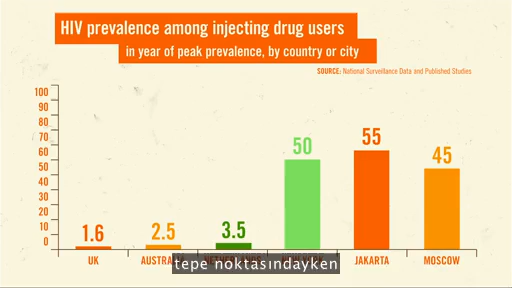 HIV prevalence among injecting drug users
in year of peak prevalence, by country or city
SOURCE: National Surveillance Data and Published Studies
100
90
80
70
60
50
40
30
20
10
0
1.6
2.5
3.5
50
55
45
UK
JAKARTA
MOSCOW
tepe noktasındayken